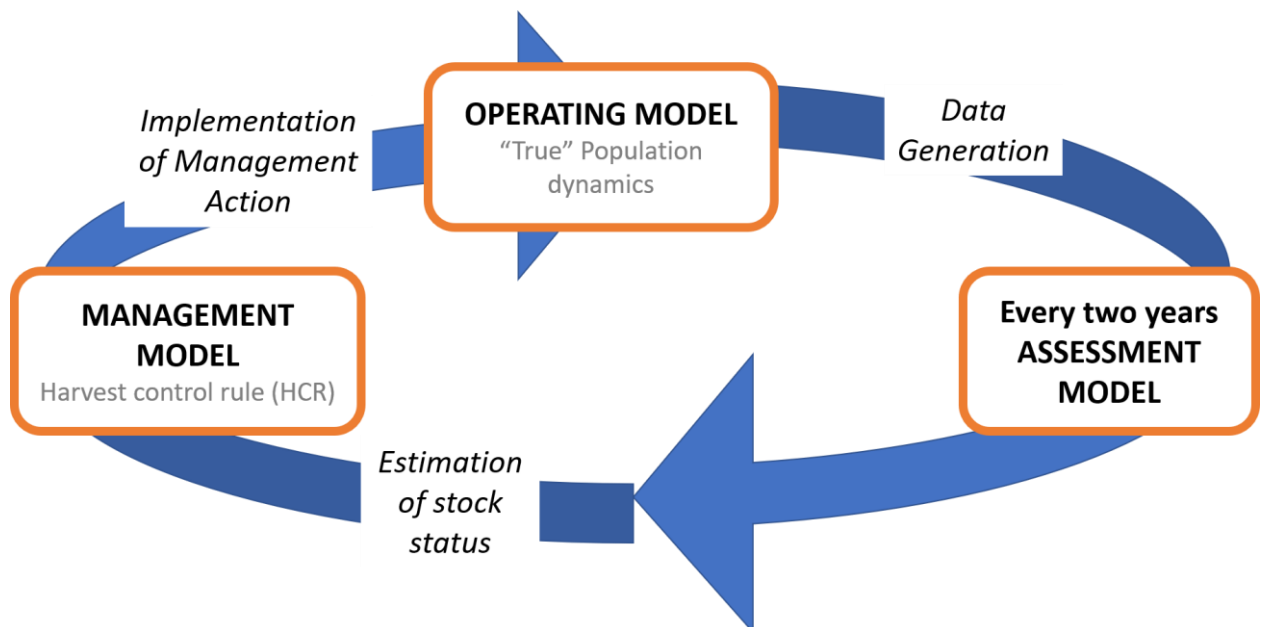 OPERATING MODEL
“True” Population
dynamics
Data
Generation
Every two years
ASSESSMENT
MODEL
Estimation
of stock
status
MANAGEMENT
MODEL
Harvest control rule (HCR)
Implementation
of Management
Action